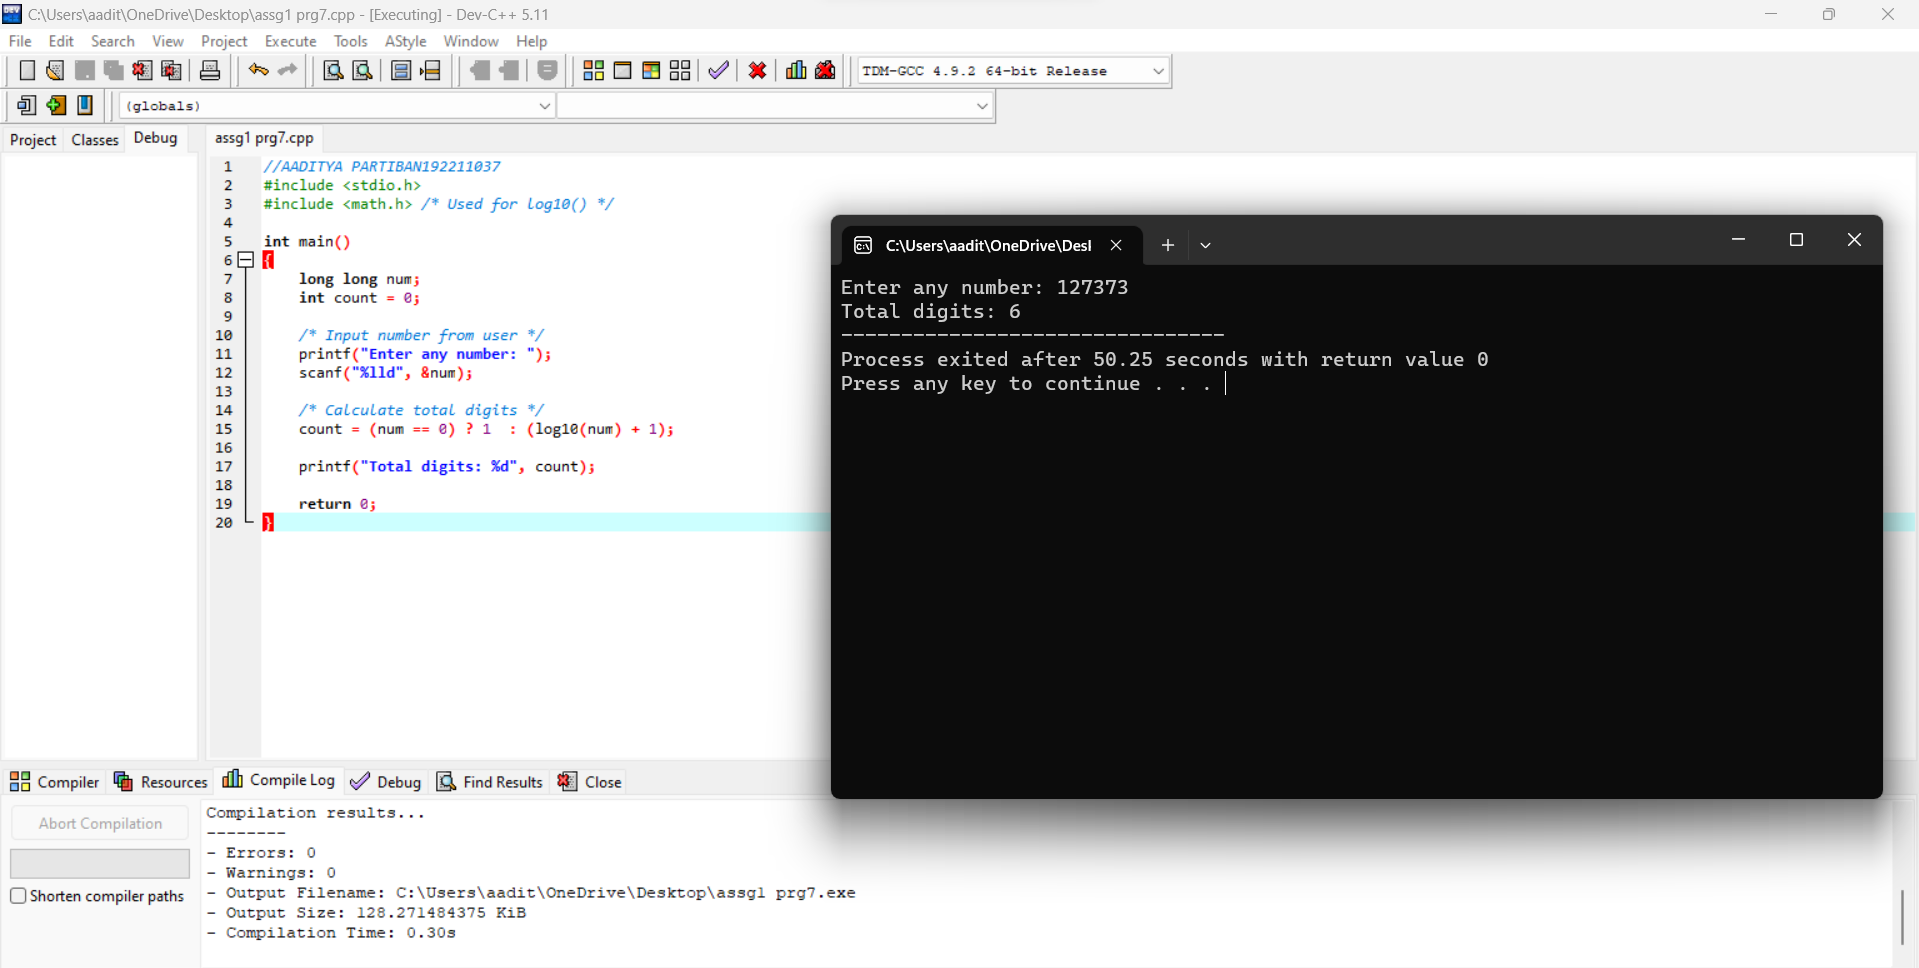 C:\Users\aadit\OneDrive\Desktop\assg1 prg7.cpp - [Executing] - Dev-C++ 5.11
File Edit Search View Project Execute Tools AStyle Window Help
TDM-GCC 4.9.2 64-bit Release
(globals)
Project Classes Debug
assg1 prg7.cpp
1 //AADITYA PARTIBAN192211037
2 #include <stdio.h>
3 #include <math.h> /* Used for log10() */
4
5 int main()
6 {
7 long long num;
8 int count = 0;
9
10 /* Input number from user */
11 printf("Enter any number: ");
12 scanf("%lld", &num);
13
14 /* Calculate total digits */
15 count = (num == 0) ? 1 : (log10(num) + 1);
16
17 printf("Total digits: %d", count);
18
19 return 0;
20 }
C:\Users\aadit\OneDrive\Desl
Enter any number: 127373
Total digits: 6
--------------------------------
Process exited after 50.25 seconds with return value 0
Press any key to continue . . .
Compiler Resources Compile Log Debug Find Results Close
Abort Compilation
Shorten compiler paths
Compilation results...
--------
- Errors: 0
- Warnings: 0
- Output Filename: C:\Users\aadit\OneDrive\Desktop\assg1 prg7.exe
- Output Size: 128.271484375 KiB
- Compilation Time: 0.30s